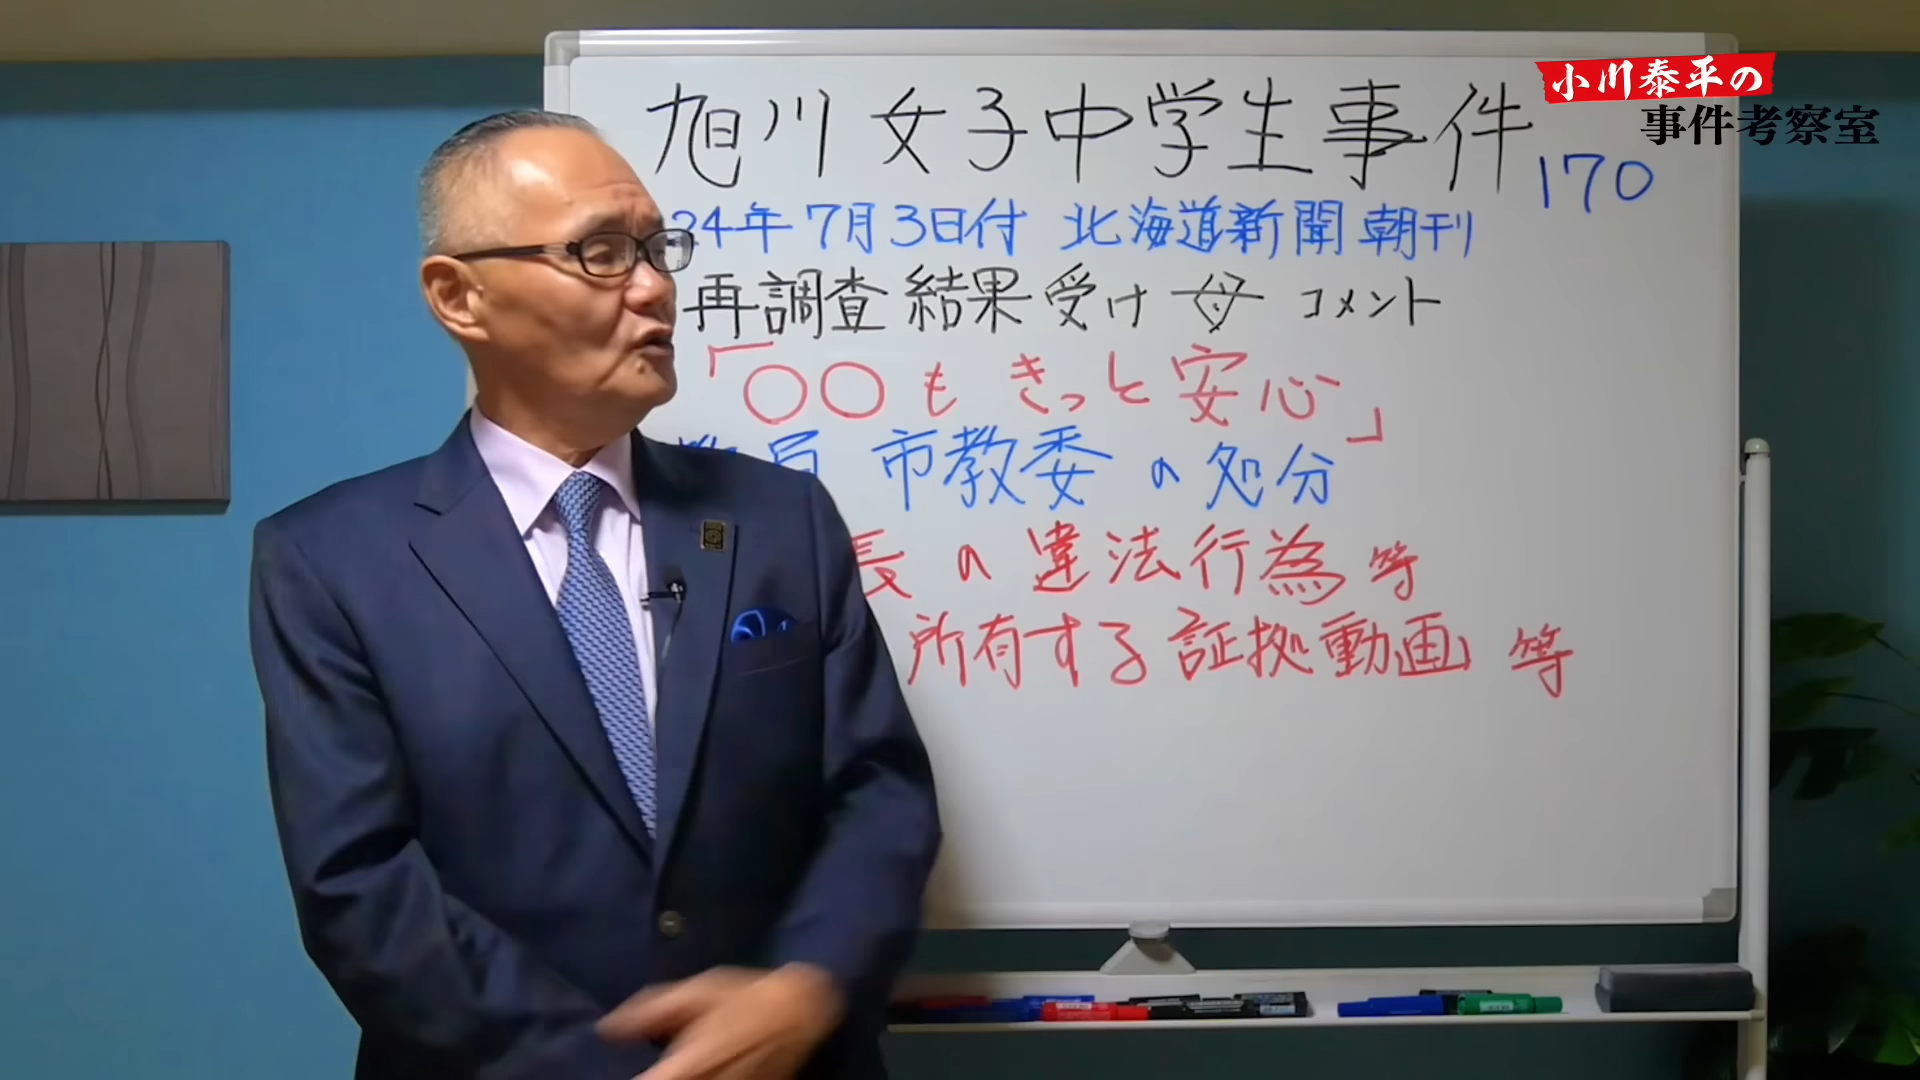 小川泰平の
事件考察室
旭川女子中学生事件
170
24年7月3日付 北海道新聞 朝刊
再調査結果受け 母 コメント
「〇〇もきっと安心」
市教委の処分
長の違法行為等
所有する証拠動画 等